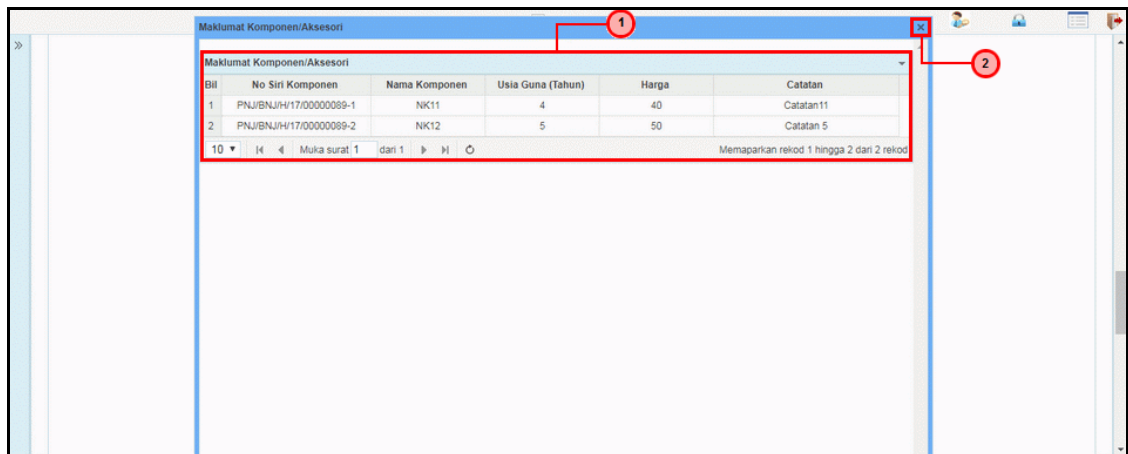 Maklumat Komponen/Aksesori
1
2
Maklumat Komponen/Aksesori
Bil No Siri Komponen Nama Komponen Usia Guna (Tahun) Harga Catatan
1 PNJ/BNJ/H/17/00000089-1 NK11 4 40 Catatan11
2 PNJ/BNJ/H/17/00000089-2 NK12 5 50 Catatan 5
10 Muka surat 1 dari 1 Memaparkan rekod 1 hingga 2 dari 2 rekod